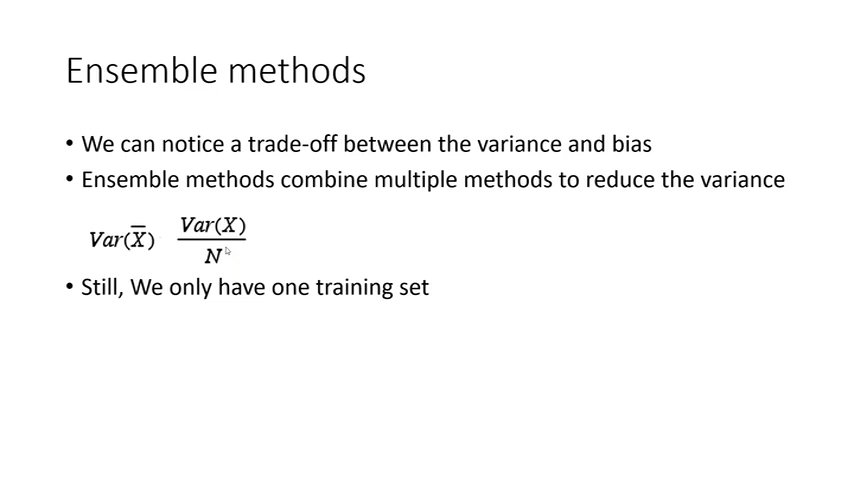 Ensemble methods
• We can notice a trade-off between the variance and bias
• Ensemble methods combine multiple methods to reduce the variance
Var(X̅) Var(X)/N
• Still, We only have one training set